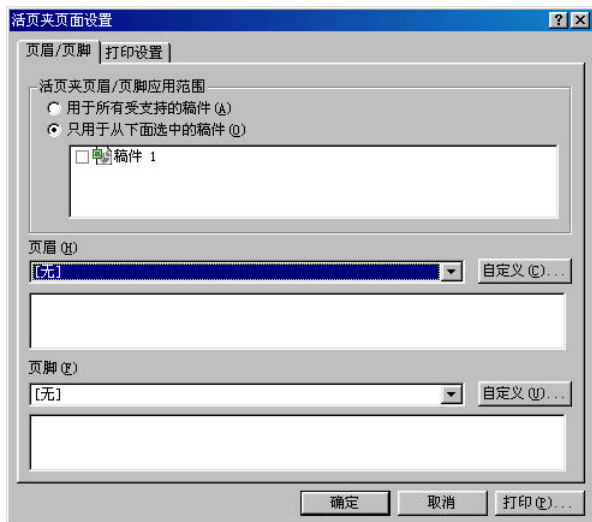 活页夹页面设置
页眉/页脚 打印设置
活页夹页眉/页脚应用范围
用于所有受支持的稿件(A)
只用于从下面选中的稿件(O)
稿件 1
页眉(H)
[无] 自定义(C)...
页脚(F)
[无] 自定义(U)...
确定 取消 打印(P)...